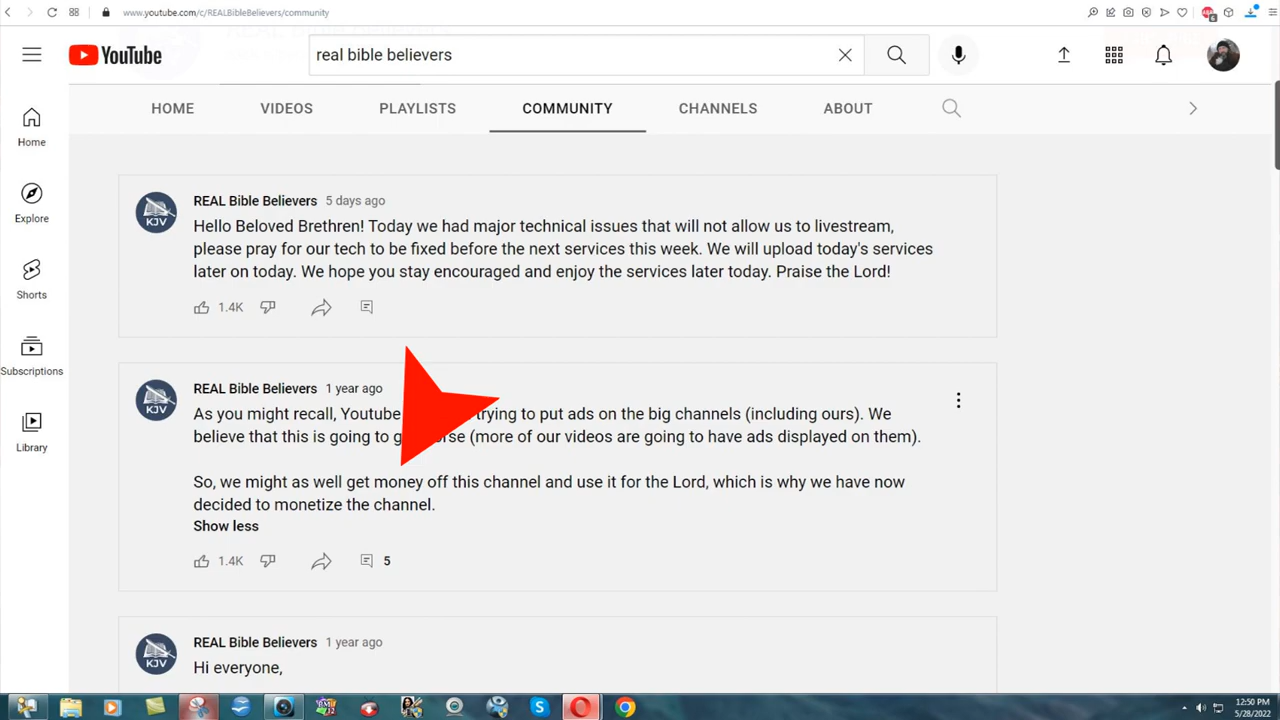 www.youtube.com/c/REALBibleBelievers/community
6
YouTube
real bible believers
HOME VIDEOS PLAYLISTS COMMUNITY CHANNELS ABOUT
Home
Explore
Shorts
Subscriptions
Library
KJV
REAL Bible Believers 5 days ago
Hello Beloved Brethren! Today we had major technical issues that will not allow us to livestream,
please pray for our tech to be fixed before the next services this week. We will upload today's services
later on today. We hope you stay encouraged and enjoy the services later today. Praise the Lord!
1.4K
KJV
REAL Bible Believers 1 year ago
As you might recall, Youtube trying to put ads on the big channels (including ours). We
believe that this is going to (more of our videos are going to have ads displayed on them).
So, we might as well get money off this channel and use it for the Lord, which is why we have now
decided to monetize the channel.
Show less
1.4K 5
KJV
REAL Bible Believers 1 year ago
Hi everyone,
12:50 PM
5/28/2022